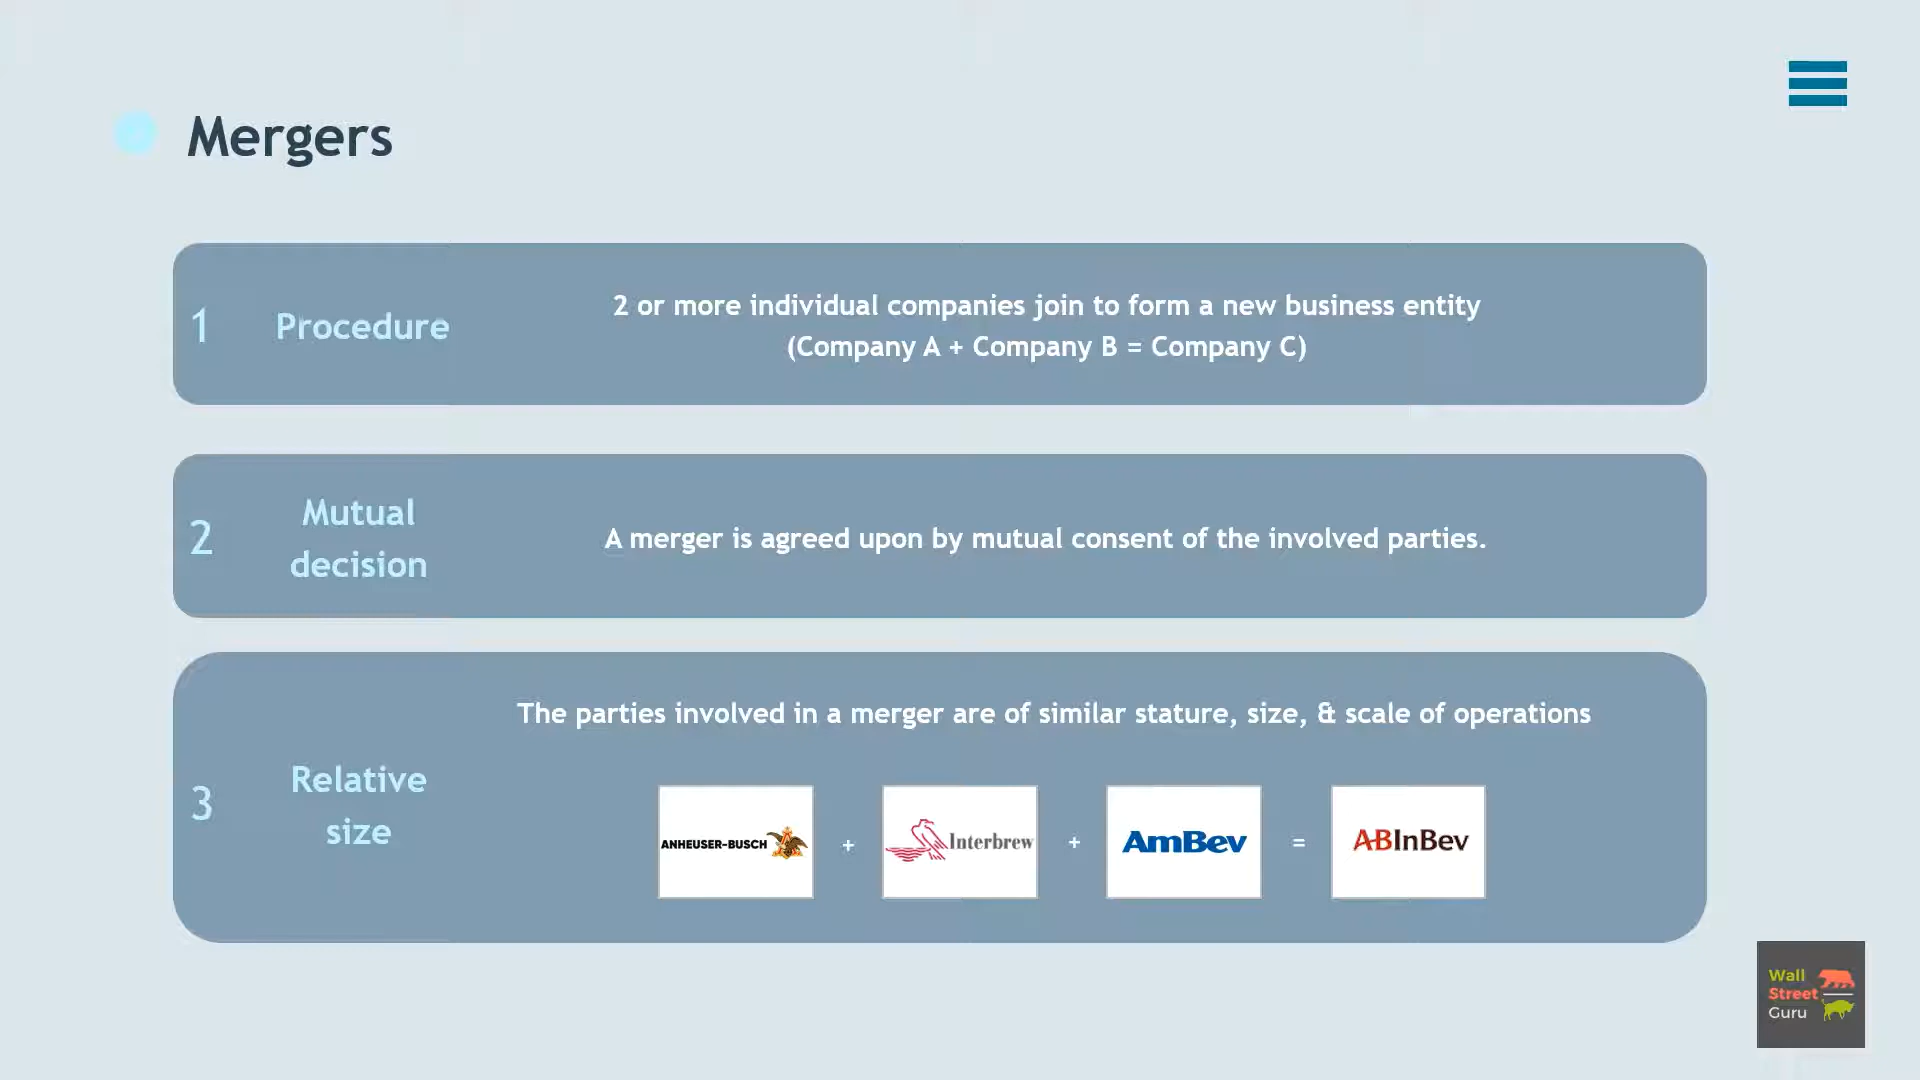 Mergers
1
Procedure
2 or more individual companies join to form a new business entity
(Company A + Company B = Company C)
2
Mutual
decision
A merger is agreed upon by mutual consent of the involved parties.
3
Relative
size
The parties involved in a merger are of similar stature, size, & scale of operations
ANHEUSER-BUSCH + Interbrew + AmBev = ABInBev
Wall
Street
Guru